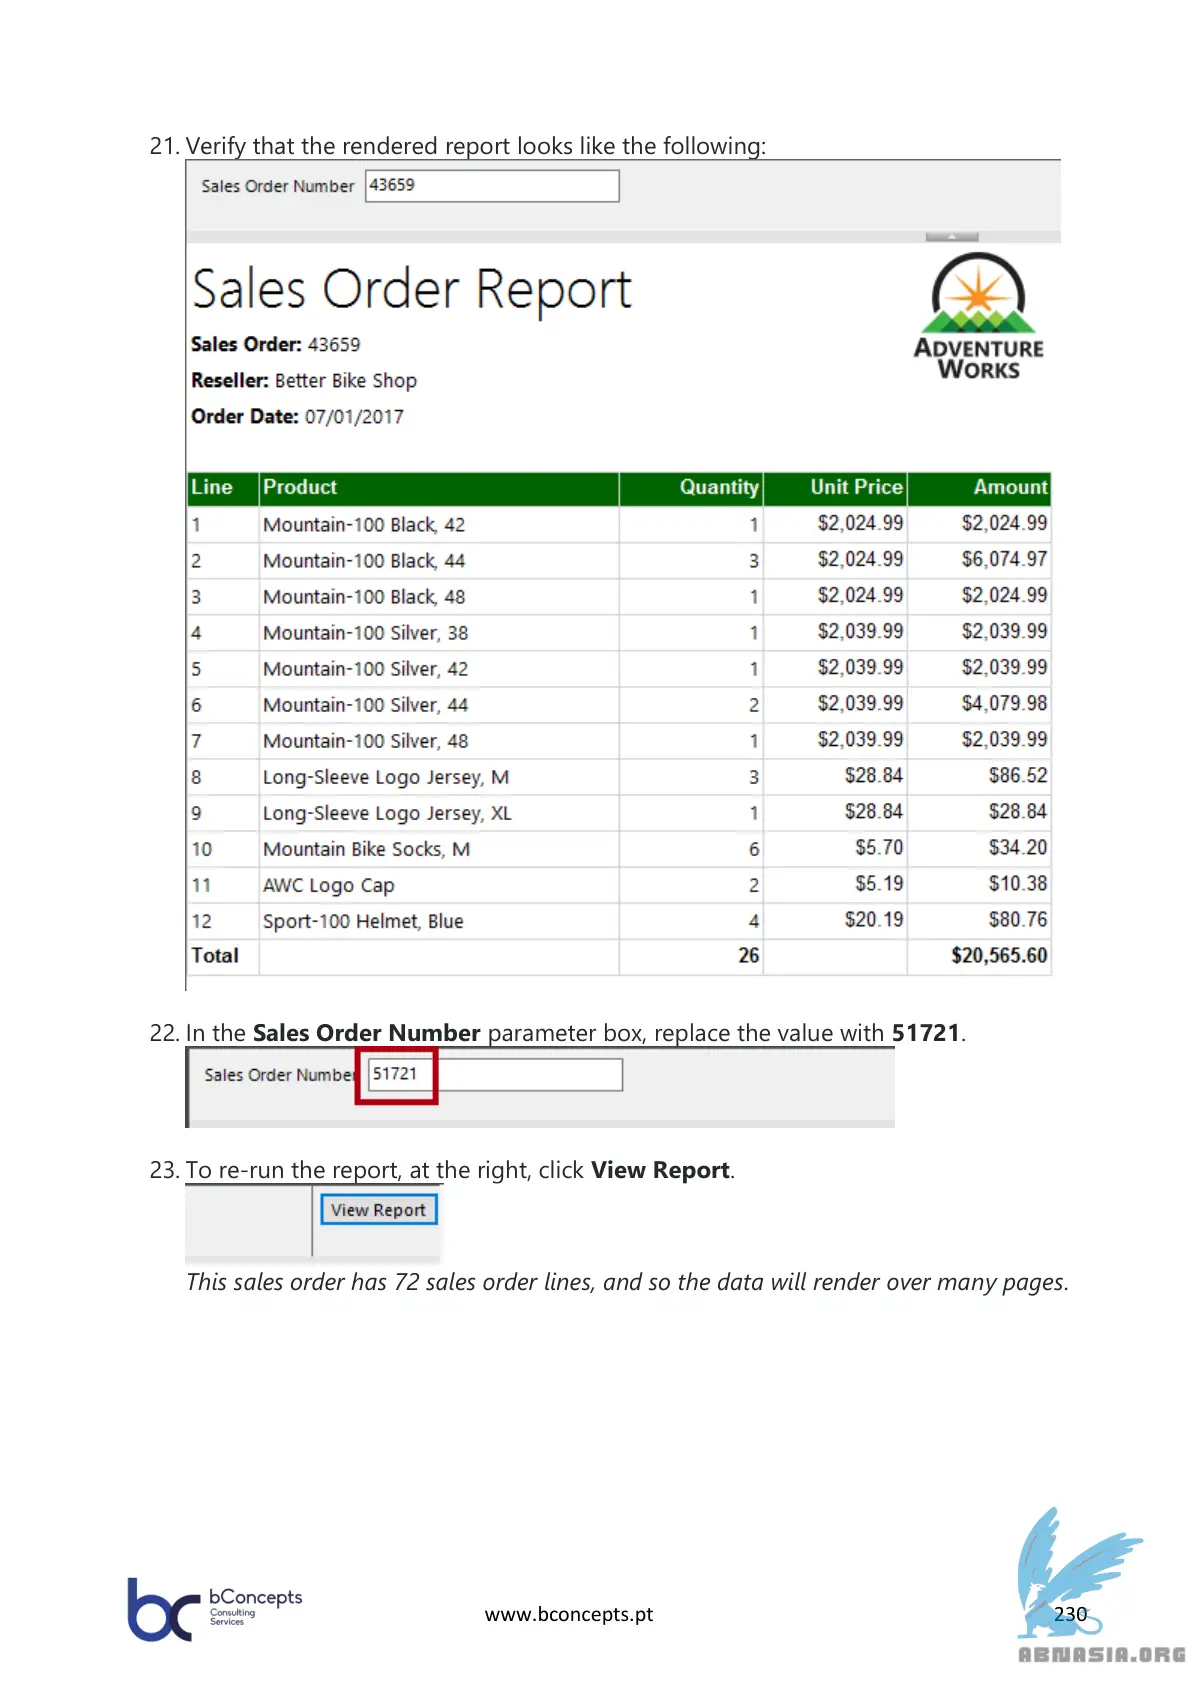 21. Verify that the rendered report looks like the following:
Sales Order Number 43659
Sales Order Report
ADVENTURE
WORKS
Sales Order: 43659
Reseller: Better Bike Shop
Order Date: 07/01/2017
Line Product Quantity Unit Price Amount
1 Mountain-100 Black, 42 1 $2,024.99 $2,024.99
2 Mountain-100 Black, 44 3 $2,024.99 $6,074.97
3 Mountain-100 Black, 48 1 $2,024.99 $2,024.99
4 Mountain-100 Silver, 38 1 $2,039.99 $2,039.99
5 Mountain-100 Silver, 42 1 $2,039.99 $2,039.99
6 Mountain-100 Silver, 44 2 $2,039.99 $4,079.98
7 Mountain-100 Silver, 48 1 $2,039.99 $2,039.99
8 Long-Sleeve Logo Jersey, M 3 $28.84 $86.52
9 Long-Sleeve Logo Jersey, XL 1 $28.84 $28.84
10 Mountain Bike Socks, M 6 $5.70 $34.20
11 AWC Logo Cap 2 $5.19 $10.38
12 Sport-100 Helmet, Blue 4 $20.19 $80.76
Total 26 $20,565.60
22. In the Sales Order Number parameter box, replace the value with 51721.
Sales Order Number 51721
23. To re-run the report, at the right, click View Report.
View Report
This sales order has 72 sales order lines, and so the data will render over many pages.
bc bConcepts
Consulting
Services
www.bconcepts.pt
230
ABNASIA.ORG